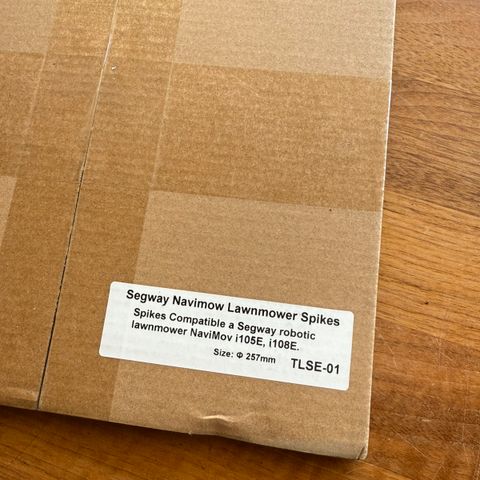 Segway Navimow Lawnmower Spikes
Spikes Compatible a Segway robotic
lawnmower NaviMov i105E, i108E.
Size: Φ 257mm TLSE-01